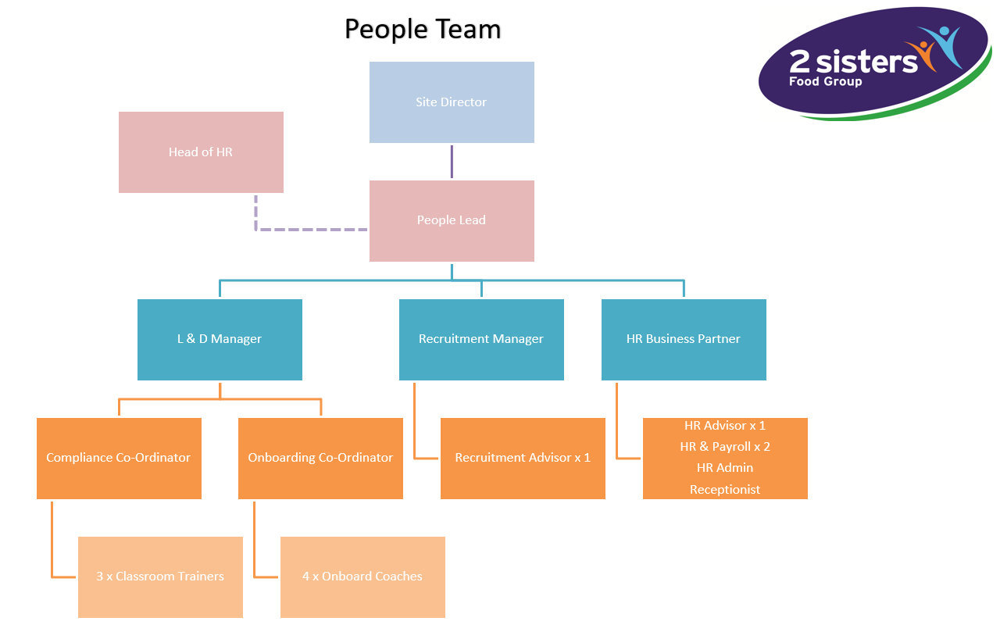 People Team
2 sisters
Food Group
Site Director
Head of HR
People Lead
L & D Manager
Recruitment Manager
HR Business Partner
Compliance Co-Ordinator
Onboarding Co-Ordinator
Recruitment Advisor x 1
HR Advisor x 1
HR & Payroll x 2
HR Admin
Receptionist
3 x Classroom Trainers
4 x Onboard Coaches